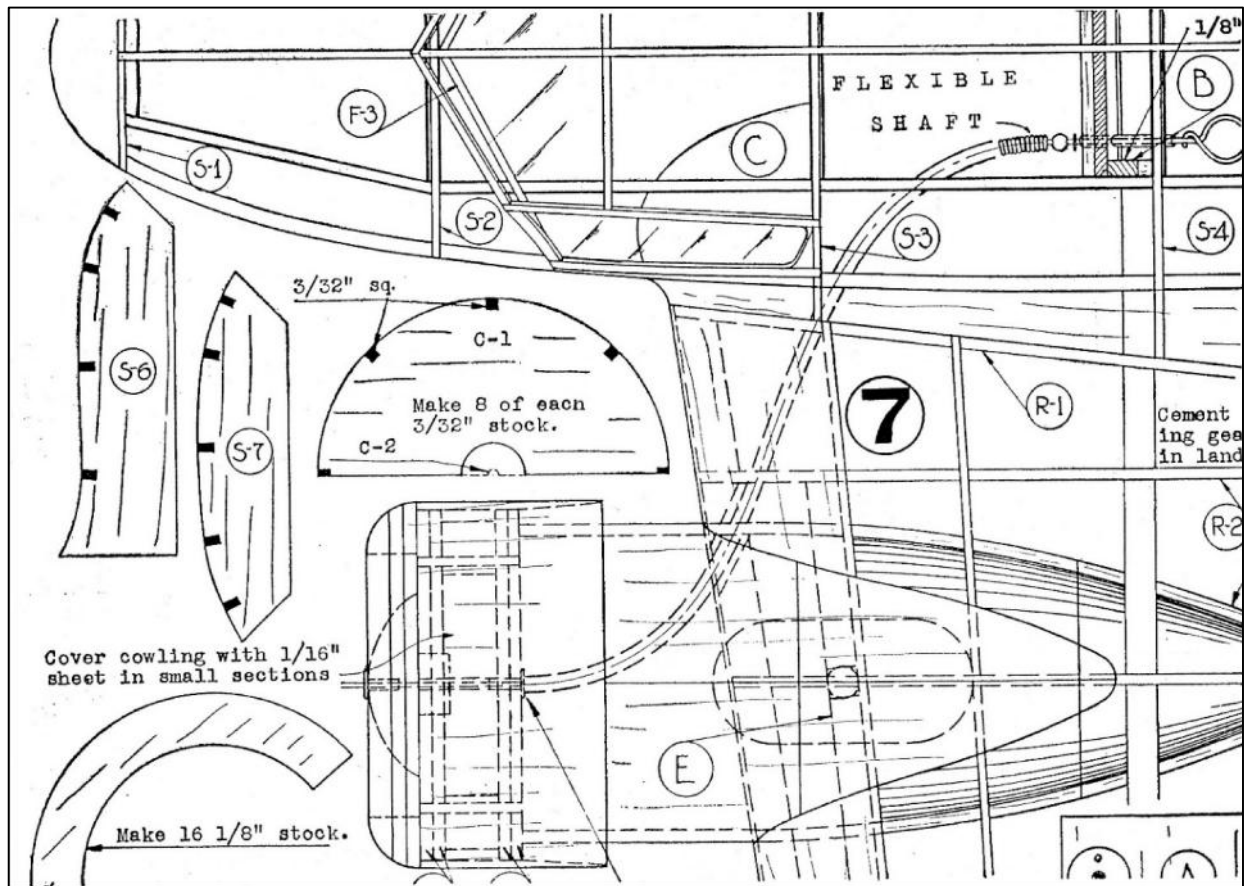 1/8"
FLEXIBLE
SHAFT
B
F-3
C
S-1
S-2
S-3
S-4
3/32" sq.
C-1
S-6
Make 8 of each
3/32" stock.
R-1
7
C-2
S-7
Cement
ing gea
in land
R-2
Cover cowling with 1/16"
sheet in small sections
E
Make 16 1/8" stock.
A